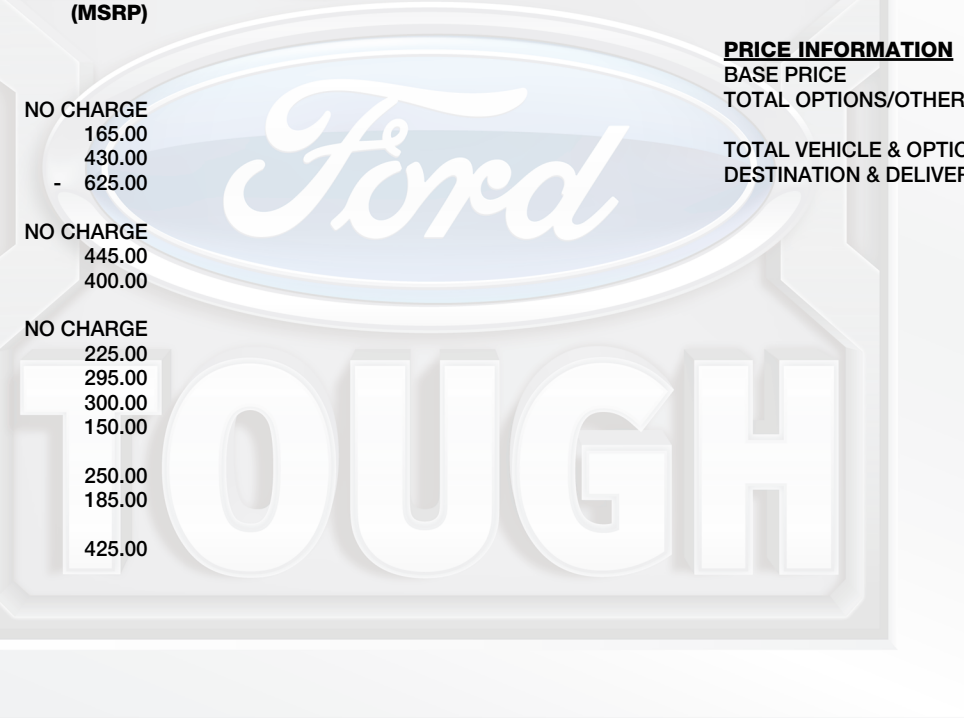 (MSRP)
NO CHARGE
165.00
430.00
- 625.00
NO CHARGE
445.00
400.00
NO CHARGE
225.00
295.00
300.00
150.00
250.00
185.00
425.00
PRICE INFORMATION
BASE PRICE
TOTAL OPTIONS/OTHER
TOTAL VEHICLE & OPTIO
DESTINATION & DELIVER
Ford
TOUGH